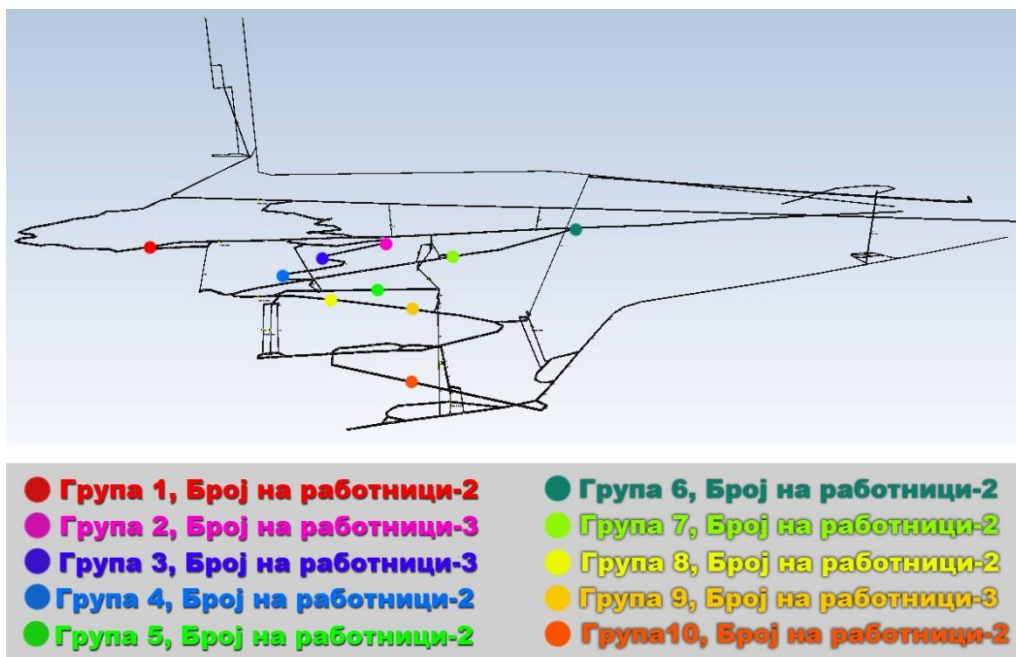 Група 1, Број на работници-2
Група 2, Број на работници-3
Група 3, Број на работници-3
Група 4, Број на работници-2
Група 5, Број на работници-2
Група 6, Број на работници-2
Група 7, Број на работници-2
Група 8, Број на работници-2
Група 9, Број на работници-3
Група10, Број на работници-2